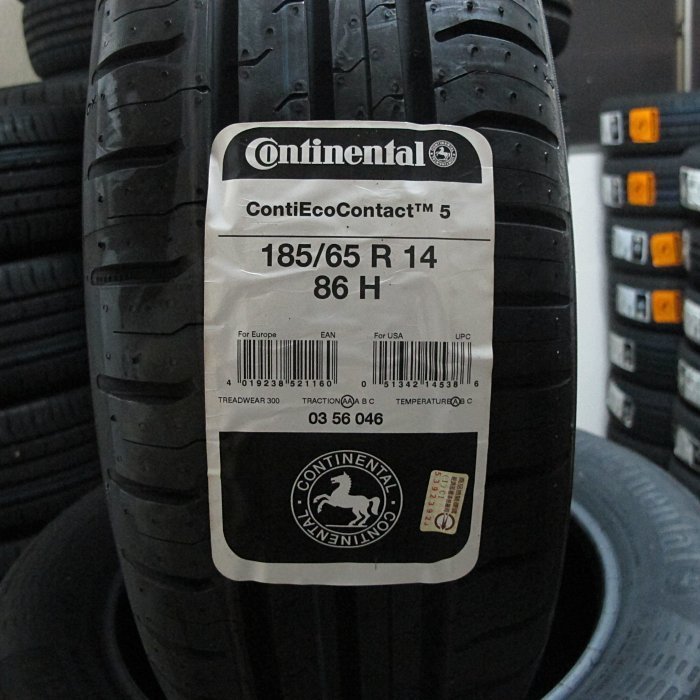 Continental
ContiEcoContact™ 5
185/65 R 14
86 H
For Europe EAN For USA UPC
4 019238 521160 0 51342 14538 6
TREADWEAR 300 TRACTION AA A B C TEMPERATURE A B C
03 56 046
CONTINENTAL
CONTINENTAL